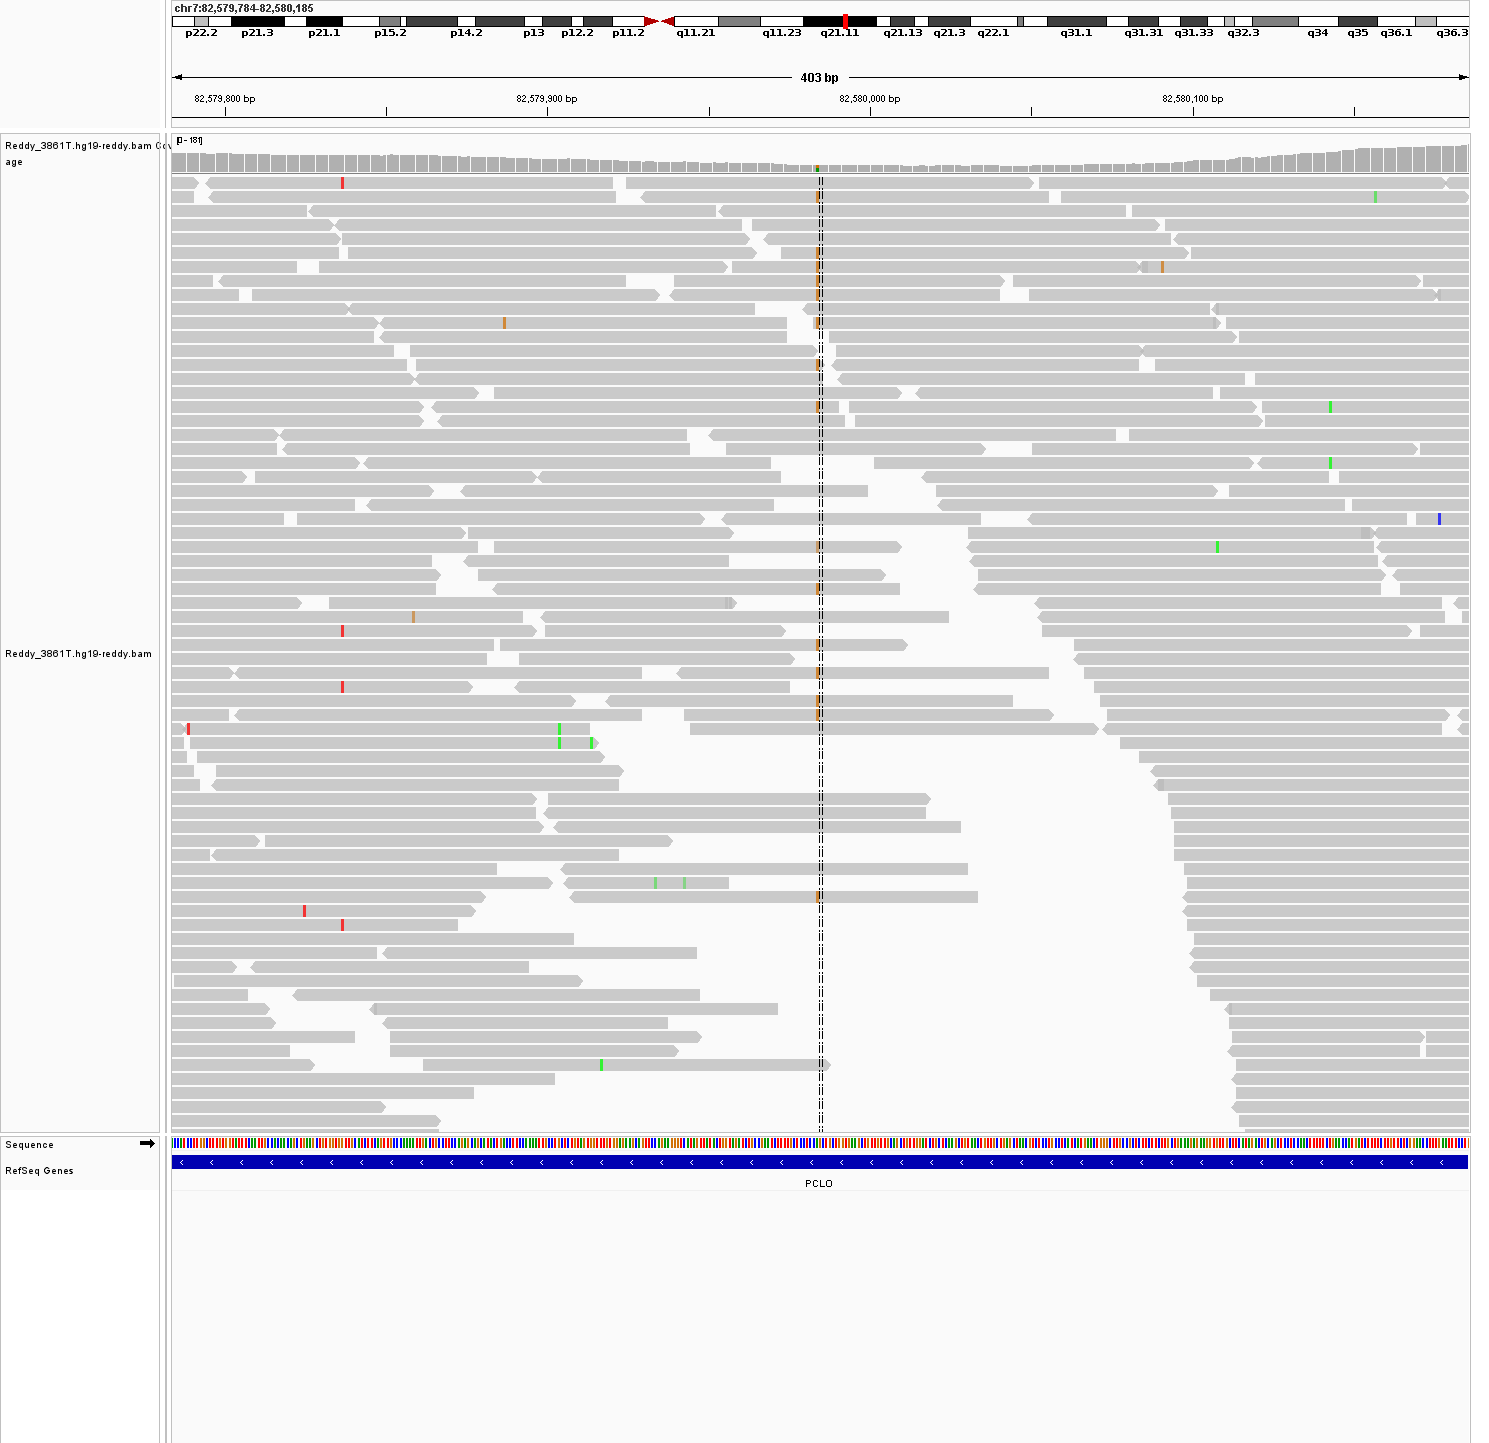 chr7:82,579,784-82,580,185
p22.2 p21.3 p21.1 p15.2 p14.2 p13 p12.2 p11.2 q11.21 q11.23 q21.11 q21.13 q21.3 q22.1 q31.1 q31.31 q31.33 q32.3 q34 q35 q36.1 q36.3
403 bp
82,579,800 bp 82,579,900 bp 82,580,000 bp 82,580,100 bp
[0 - 181]
Reddy_3861T.hg19-reddy.bam Cov
age
Reddy_3861T.hg19-reddy.bam
Sequence
RefSeq Genes
PCLO